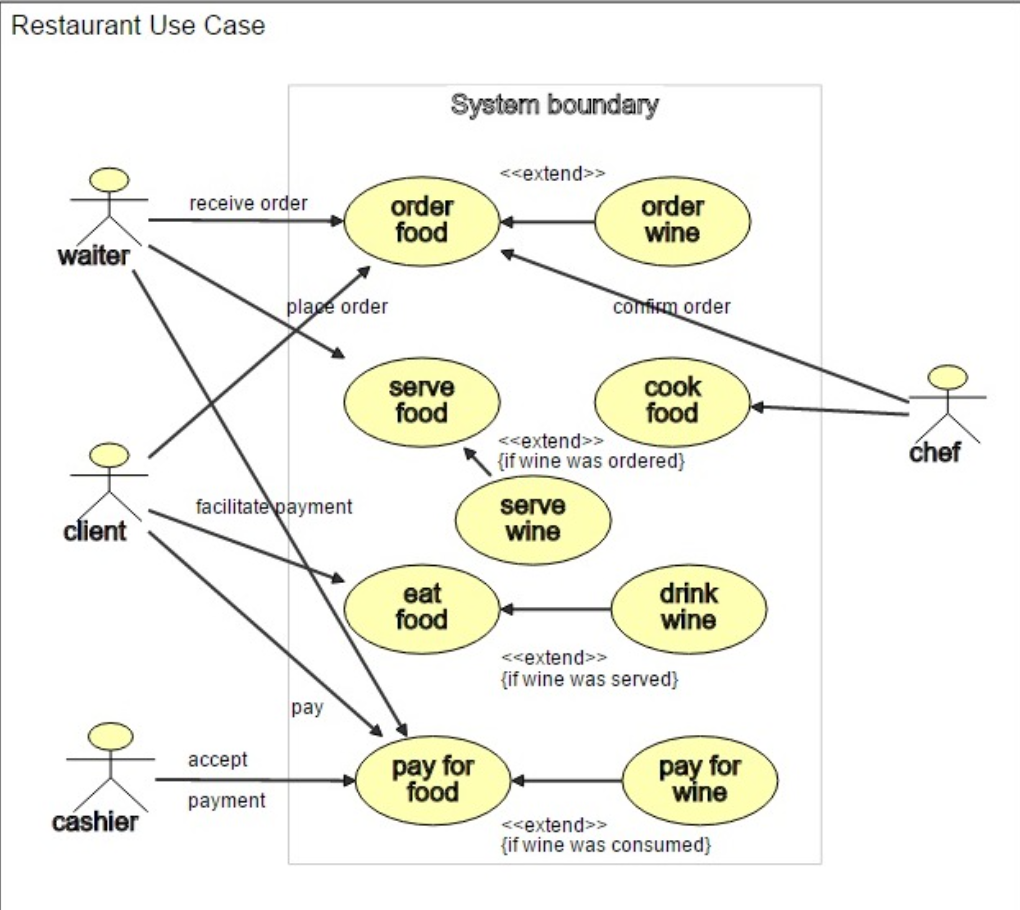 Restaurant Use Case
System boundary
<<extend>>
receive order
order
food
order
wine
waiter
place order
confirm order
serve
food
cook
food
<<extend>>
{if wine was ordered}
chef
facilitate payment
serve
wine
client
eat
food
drink
wine
<<extend>>
{if wine was served}
pay
accept
payment
pay for
food
pay for
wine
cashier
<<extend>>
{if wine was consumed}